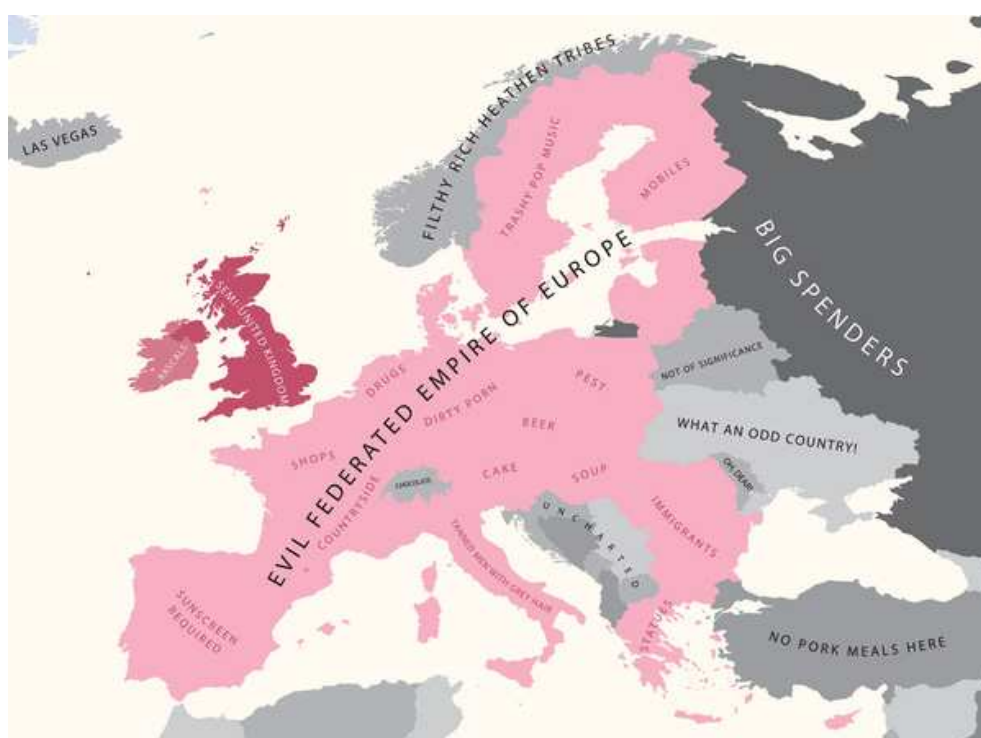 FILTHY RICH HEATHEN TRIBES
LAS VEGAS
TRASHY POP MUSIC
MOBILES
EVIL FEDERATED EMPIRE OF EUROPE
BIG SPENDERS
SEMI-UNITED KINGDOM
RASCALS
NOT OF SIGNIFICANCE
DRUGE
DIRTY PORN
PEST
BEER
WHAT AN ODD COUNTRY!
SHOPS
COUNTRYSIDE
CHOCOLATE
CAKE
SOUP
OH DEAR!
IMMIGRANTS
UNCHARTED
TANNED MEN WITH GREY HAIR
SUNSCREEN
REQUIRED
STATUES
NO PORK MEALS HERE